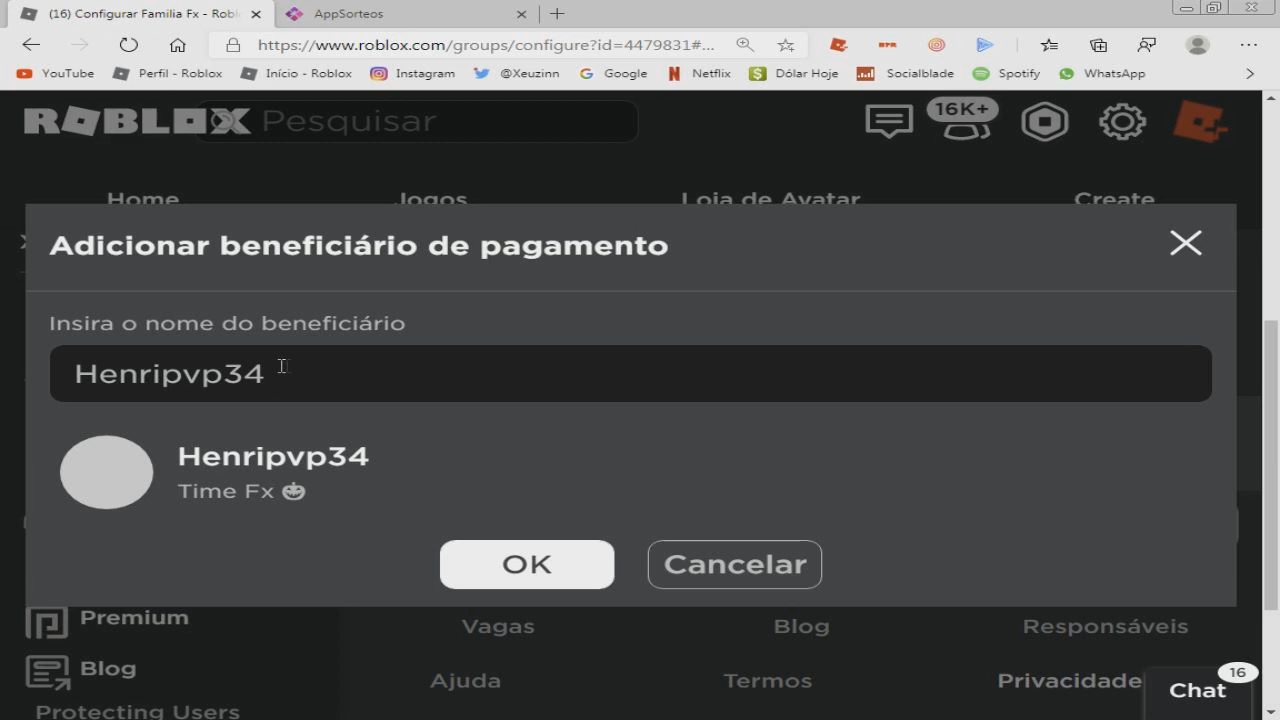 (16) Configurar Familia Fx - Robl
AppSorteos
https://www.roblox.com/groups/configure?id=4479831#...
YouTube
Perfil - Roblox
Início - Roblox
Instagram
@Xeuzinn
Google
Netflix
Dólar Hoje
Socialblade
Spotify
WhatsApp
ROBLOX
Pesquisar
16K+
Home
Jogos
Loja de Avatar
Create
Adicionar beneficiário de pagamento
Insira o nome do beneficiário
Henripvp34
Henripvp34
Time Fx 🎃
OK
Cancelar
Premium
Vagas
Blog
Responsáveis
Blog
Ajuda
Termos
Privacidade
16
Chat
Protecting Users